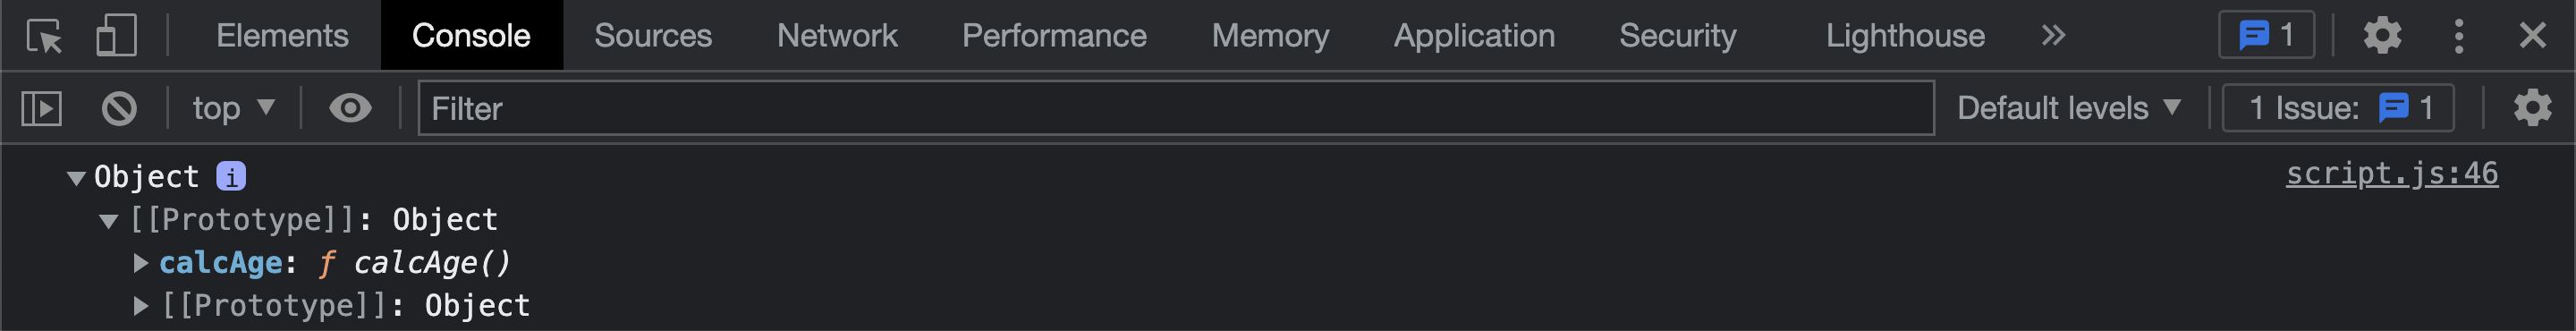 Elements Console Sources Network Performance Memory Application Security Lighthouse » 1
top Filter Default levels 1 Issue: 1
Object i script.js:46
[[Prototype]]: Object
calcAge: ƒ calcAge()
[[Prototype]]: Object